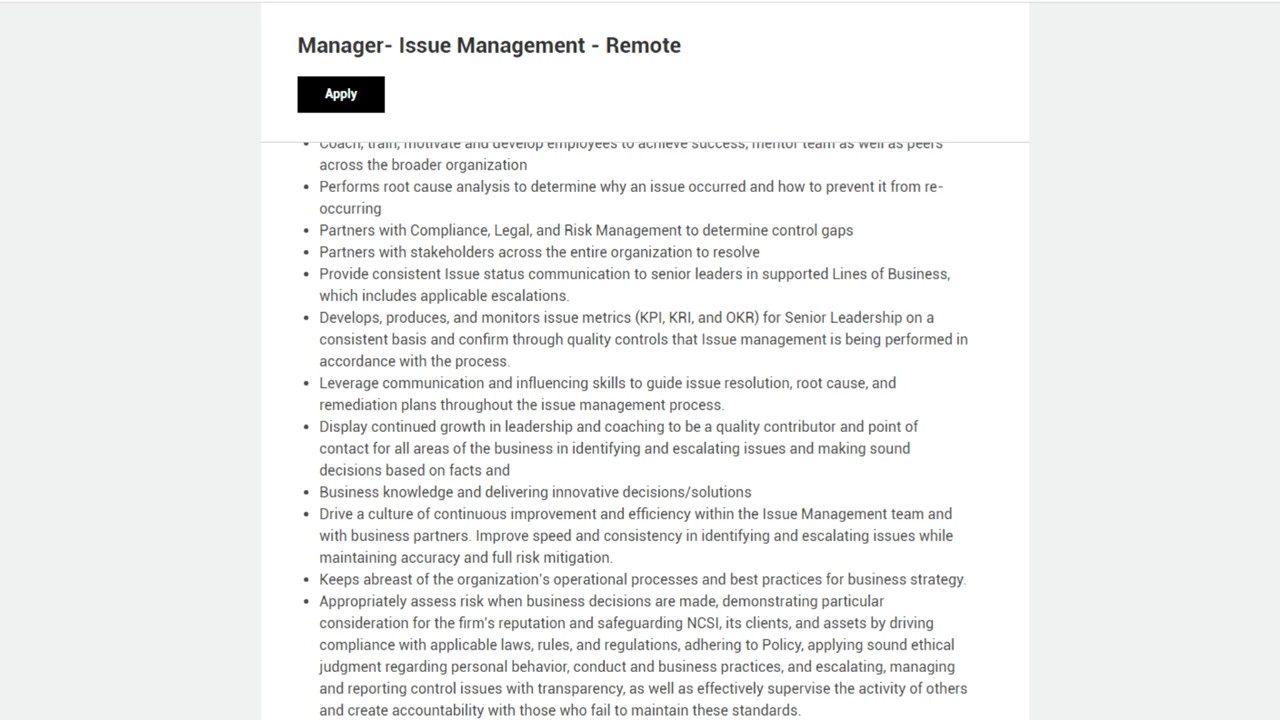 Manager- Issue Management - Remote
Apply
Coach, train, motivate and develop employees to achieve success, mentor team as well as peers
across the broader organization
Performs root cause analysis to determine why an issue occurred and how to prevent it from re-
occurring
Partners with Compliance, Legal, and Risk Management to determine control gaps
Partners with stakeholders across the entire organization to resolve
Provide consistent Issue status communication to senior leaders in supported Lines of Business,
which includes applicable escalations.
Develops, produces, and monitors issue metrics (KPI, KRI, and OKR) for Senior Leadership on a
consistent basis and confirm through quality controls that Issue management is being performed in
accordance with the process.
Leverage communication and influencing skills to guide issue resolution, root cause, and
remediation plans throughout the issue management process.
Display continued growth in leadership and coaching to be a quality contributor and point of
contact for all areas of the business in identifying and escalating issues and making sound
decisions based on facts and
Business knowledge and delivering innovative decisions/solutions
Drive a culture of continuous improvement and efficiency within the Issue Management team and
with business partners. Improve speed and consistency in identifying and escalating issues while
maintaining accuracy and full risk mitigation.
Keeps abreast of the organization's operational processes and best practices for business strategy.
Appropriately assess risk when business decisions are made, demonstrating particular
consideration for the firm's reputation and safeguarding NCSI, its clients, and assets by driving
compliance with applicable laws, rules, and regulations, adhering to Policy, applying sound ethical
judgment regarding personal behavior, conduct and business practices, and escalating, managing
and reporting control issues with transparency, as well as effectively supervise the activity of others
and create accountability with those who fail to maintain these standards.